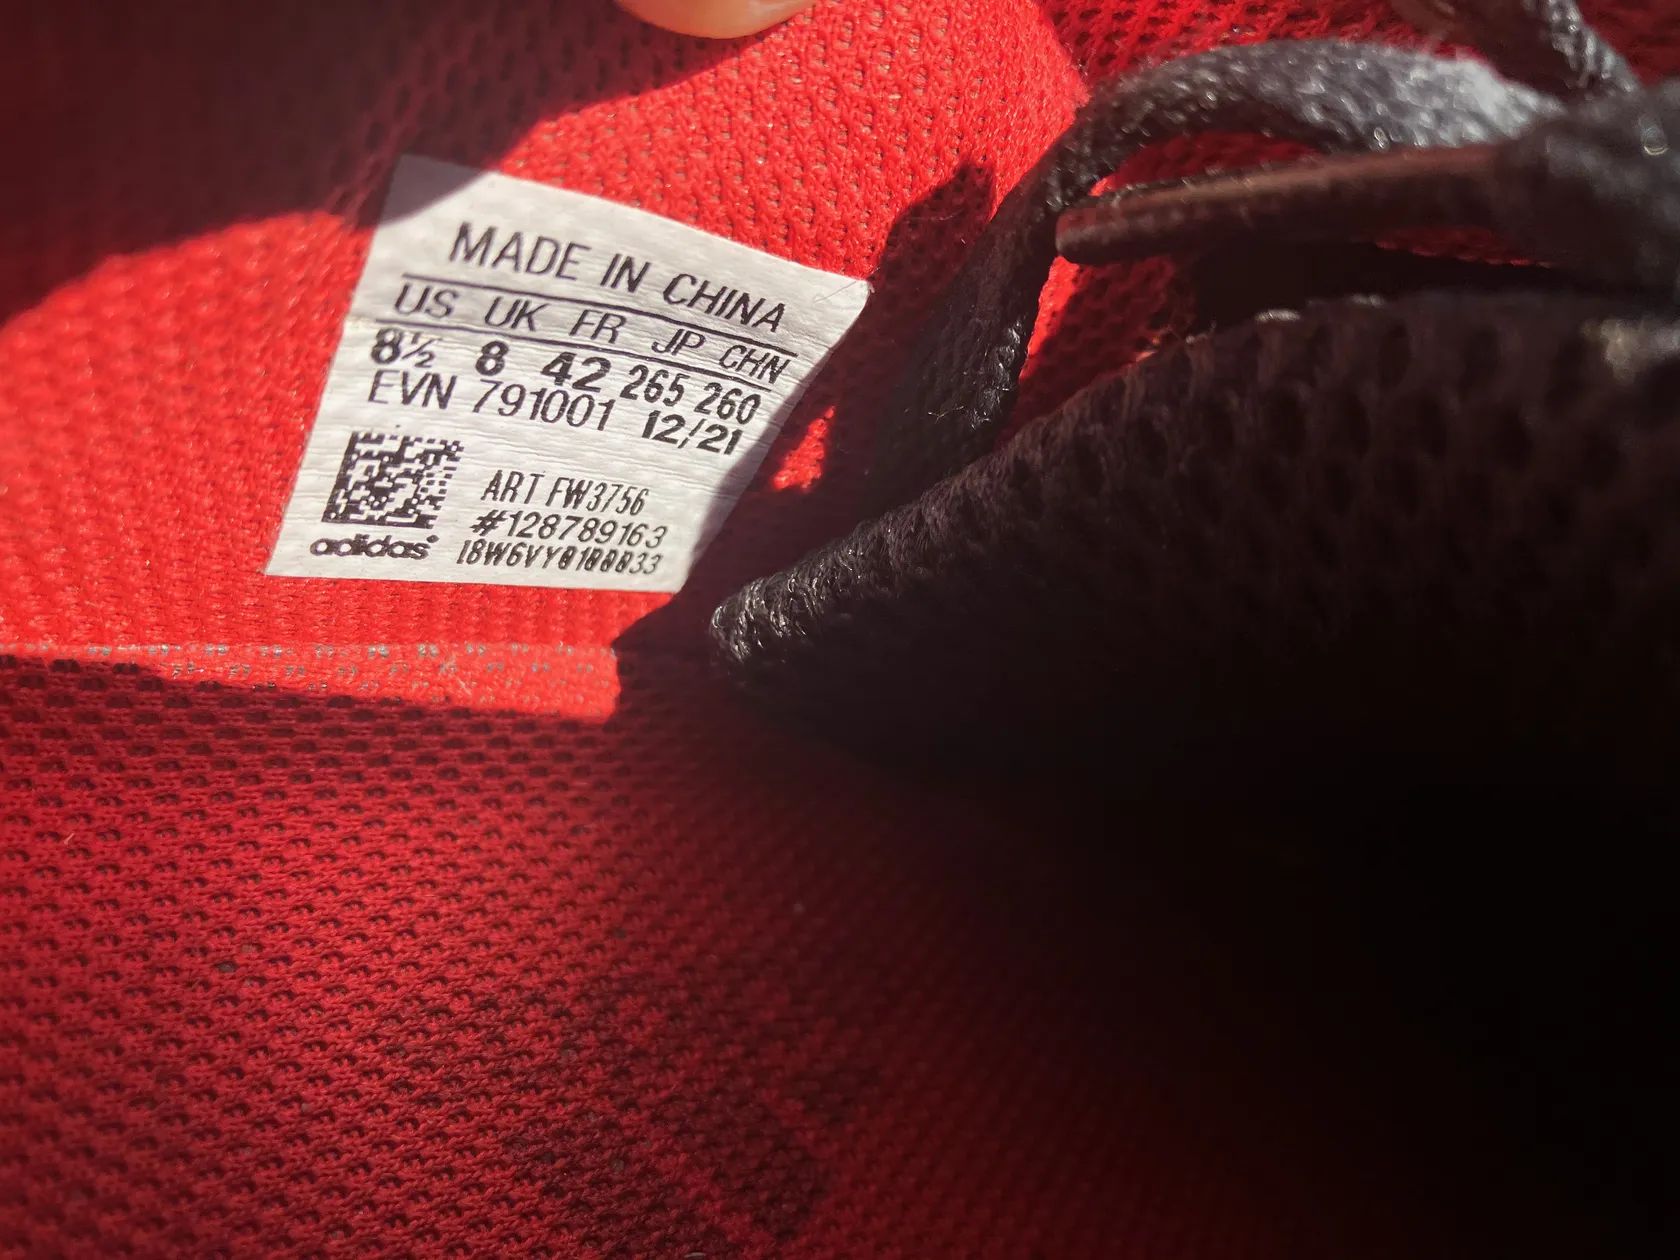 MADE IN CHINA
US UK FR JP CHN
8½ 8 42 265 260
EVN 791001 12/21
ART FW3756
#128789163
adidas®